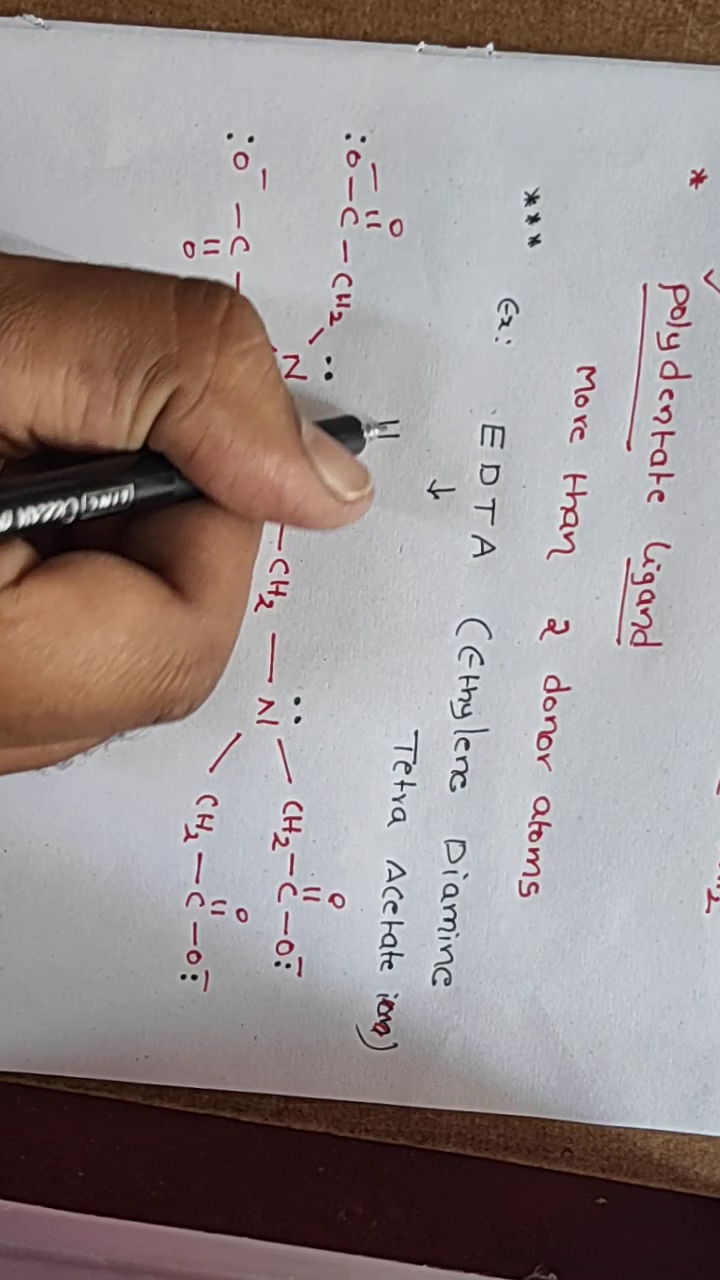 * Polydentate ligand
More than 2 donor atoms
*** Ex: EDTA (Ethylene Diamine
Tetra Acetate ion)
↓
:O⁻ – C(=O) – CH2
N̈
:O⁻ – C(=O) –
– CH2 – N̈
CH2 – C(=O) – O⁻:
CH2 – C(=O) – O⁻: